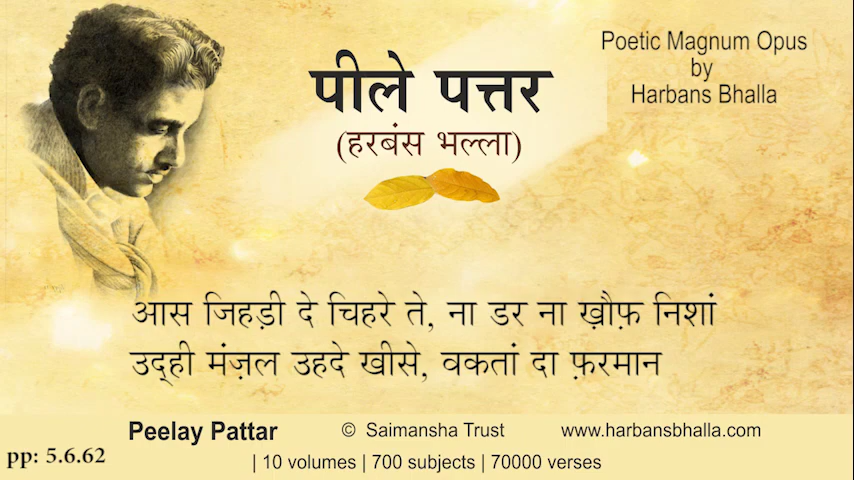 पीले पत्तर
(हरबंस भल्ला)
Poetic Magnum Opus
by
Harbans Bhalla
आस जिहड़ी दे चिहरे ते, ना डर ना ख़ौफ़ निशां
उद्ही मंज़ल उहदे खीसे, वकतां दा फ़रमान
Peelay Pattar © Saimansha Trust www.harbansbhalla.com
pp: 5.6.62
| 10 volumes | 700 subjects | 70000 verses